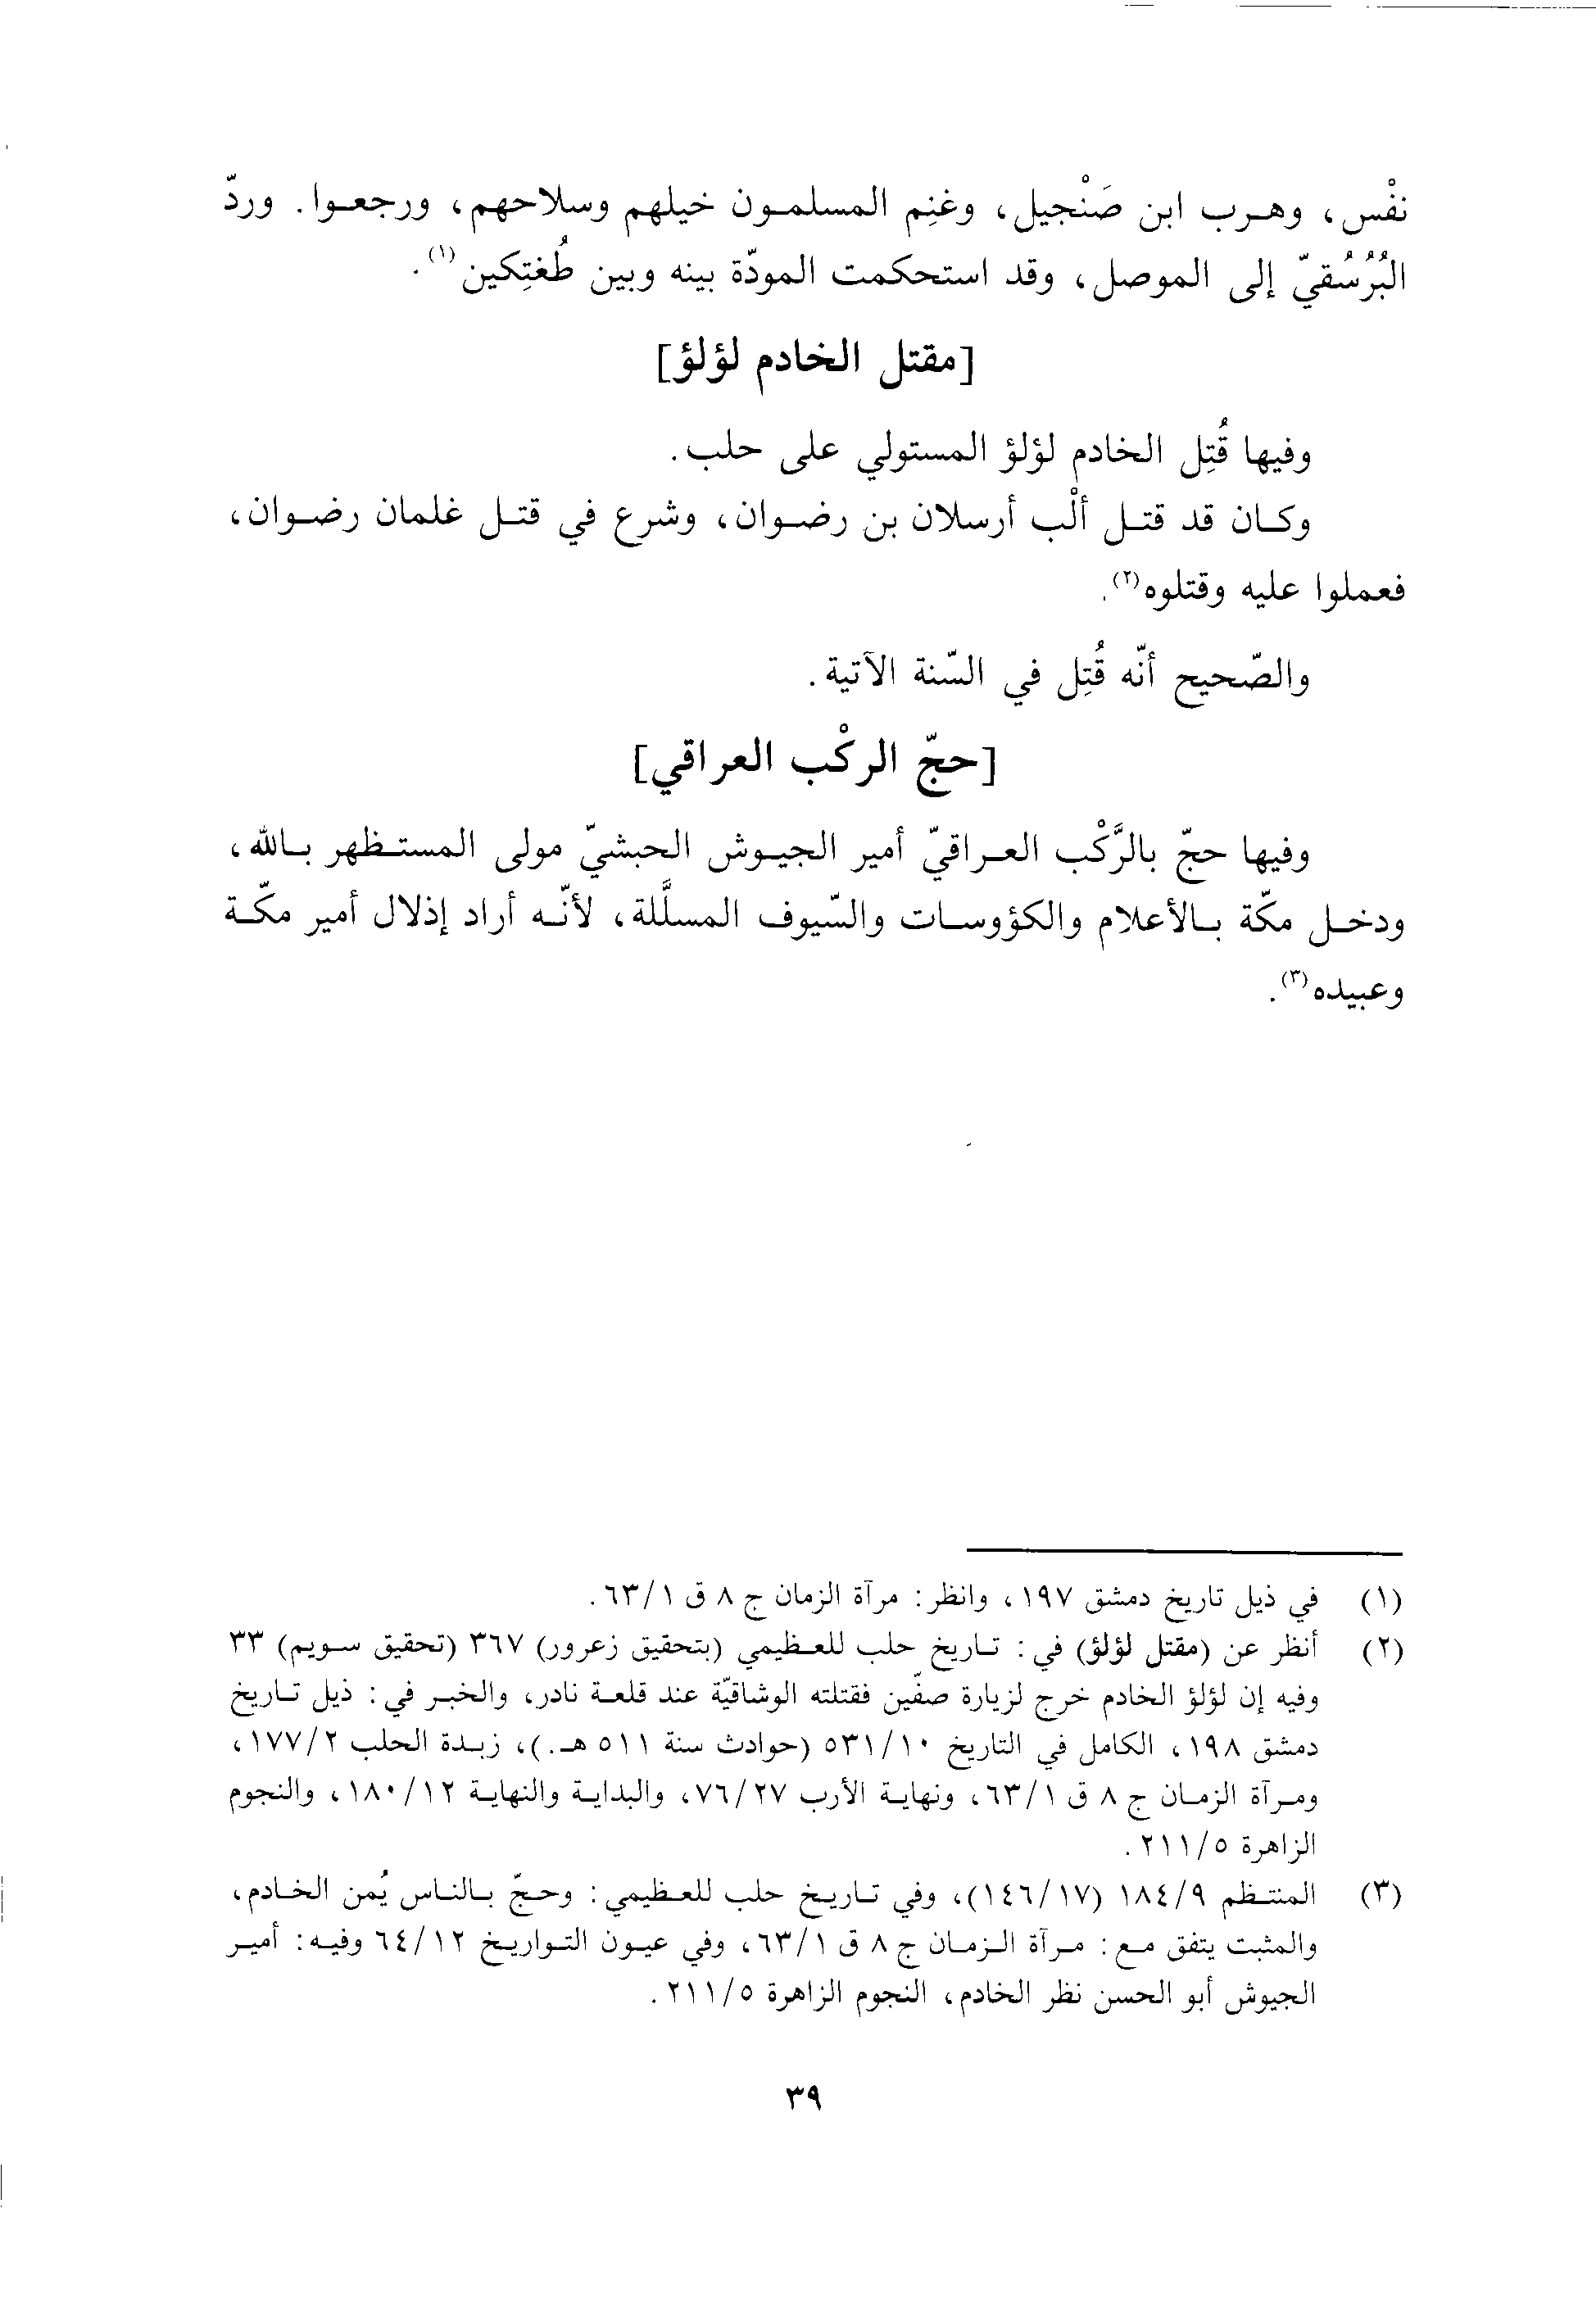 نفْس، وهرب ابن صَنْجيل، وغنِم المسلمون خيلهم وسلاحهم، ورجعوا. وردّ
البُرُسُقيّ إلى الموصل، وقد استحكمت المودّة بينه وبين طُغتِكين(١).
[مقتل الخادم لؤلؤ]
وفيها قُتِل الخادم لؤلؤ المستولي على حلب.
وكان قد قتل ألْب أرسلان بن رضوان، وشرع في قتل غلمان رضوان،
فعملوا عليه وقتلوه(٢).
والصّحيح أنّه قُتِل في السّنة الآتية.
[حجّ الركْب العراقي]
وفيها حجّ بالرَّكْب العراقيّ أمير الجيوش الحبشيّ مولى المستظهر بالله،
ودخل مكّة بالأعلام والكؤوسات والسّيوف المسلَّلة، لأنّه أراد إذلال أمير مكّة
وعبيده(٣).
(١) في ذيل تاريخ دمشق ١٩٧، وانظر: مرآة الزمان ج ٨ ق ٦٣/١.
(٢) أنظر عن (مقتل لؤلؤ) في: تاريخ حلب للعظيمي (بتحقيق زعرور) ٣٦٧ (تحقيق سويم) ٣٣
وفيه إن لؤلؤ الخادم خرج لزيارة صفّين فقتلته الوشاقيّة عند قلعة نادر، والخبر في: ذيل تاريخ
دمشق ١٩٨، الكامل في التاريخ ٥٣١/١٠ (حوادث سنة ٥١١ هـ.)، زبدة الحلب ١٧٧/٢،
ومرآة الزمان ج ٨ ق ٦٣/١، ونهاية الأرب ٧٦/٢٧، والبداية والنهاية ١٨٠/١٢، والنجوم
الزاهرة ٢١١/٥.
(٣) المنتظم ١٨٤/٩ (١٤٦/١٧)، وفي تاريخ حلب للعظيمي: وحجّ بالناس يُمن الخادم،
والمثبت يتفق مع: مرآة الزمان ج ٨ ق ٦٣/١، وفي عيون التواريخ ٦٤/١٢ وفيه: أمير
الجيوش أبو الحسن نظر الخادم، النجوم الزاهرة ٢١١/٥.
٣٩